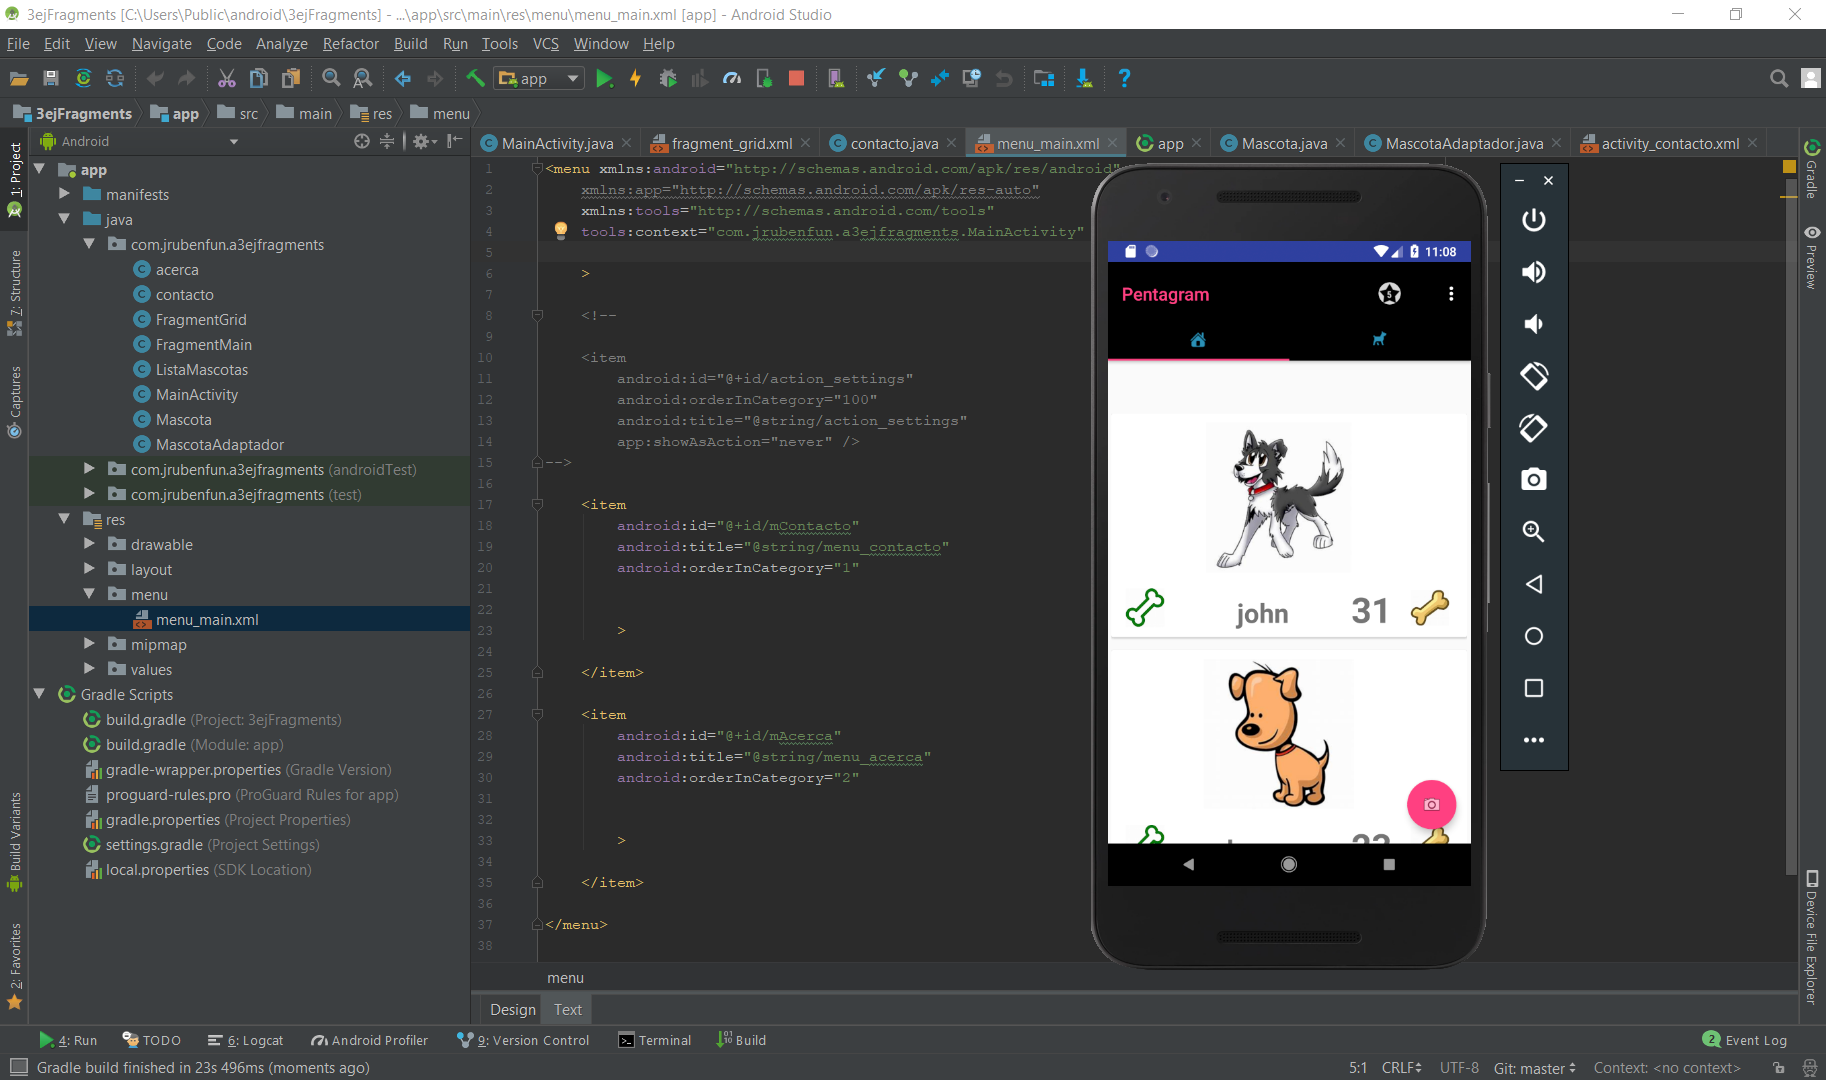 3ejFragments [C:\Users\Public\android\3ejFragments] - ...\app\src\main\res\menu\menu_main.xml [app] - Android Studio
File Edit View Navigate Code Analyze Refactor Build Run Tools VCS Window Help
app
3ejFragments app src main res menu
Android
MainActivity.java fragment_grid.xml contacto.java menu_main.xml app Mascota.java MascotaAdaptador.java activity_contacto.xml
1: Project
7: Structure
Captures
Build Variants
2: Favorites
app
manifests
java
com.jrubenfun.a3ejfragments
acerca
contacto
FragmentGrid
FragmentMain
ListaMascotas
MainActivity
Mascota
MascotaAdaptador
com.jrubenfun.a3ejfragments (androidTest)
com.jrubenfun.a3ejfragments (test)
res
drawable
layout
menu
menu_main.xml
mipmap
values
Gradle Scripts
build.gradle (Project: 3ejFragments)
build.gradle (Module: app)
gradle-wrapper.properties (Gradle Version)
proguard-rules.pro (ProGuard Rules for app)
gradle.properties (Project Properties)
settings.gradle (Project Settings)
local.properties (SDK Location)
1 <menu xmlns:android="http://schemas.android.com/apk/res/android"
2 xmlns:app="http://schemas.android.com/apk/res-auto"
3 xmlns:tools="http://schemas.android.com/tools"
4 tools:context="com.jrubenfun.a3ejfragments.MainActivity"
5
6 >
7
8 <!--
9
10 <item
11 android:id="@+id/action_settings"
12 android:orderInCategory="100"
13 android:title="@string/action_settings"
14 app:showAsAction="never" />
15 -->
16
17 <item
18 android:id="@+id/mContacto"
19 android:title="@string/menu_contacto"
20 android:orderInCategory="1"
21
22
23 >
24
25 </item>
26
27 <item
28 android:id="@+id/mAcerca"
29 android:title="@string/menu_acerca"
30 android:orderInCategory="2"
31
32
33 >
34
35 </item>
36
37 </menu>
38
menu
Design Text
11:08
Pentagram
5
john 31
Gradle
Preview
Device File Explorer
4: Run TODO 6: Logcat Android Profiler 9: Version Control Terminal Build 2 Event Log
Gradle build finished in 23s 496ms (moments ago) 5:1 CRLF UTF-8 Git: master Context: <no context>